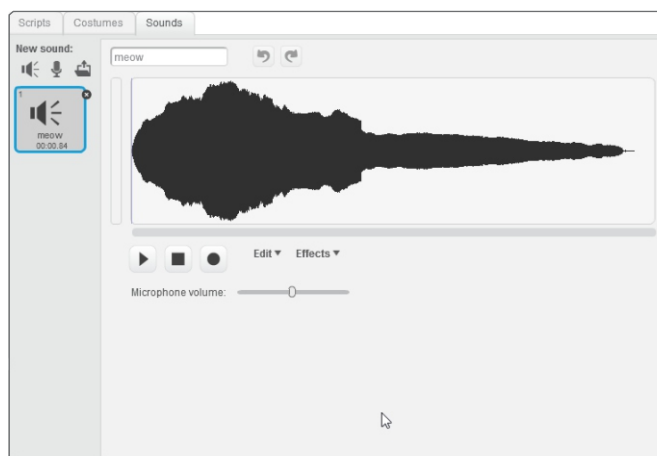 Scripts Costumes Sounds
New sound:
meow
1
meow
00:00.84
Edit Effects
Microphone volume: